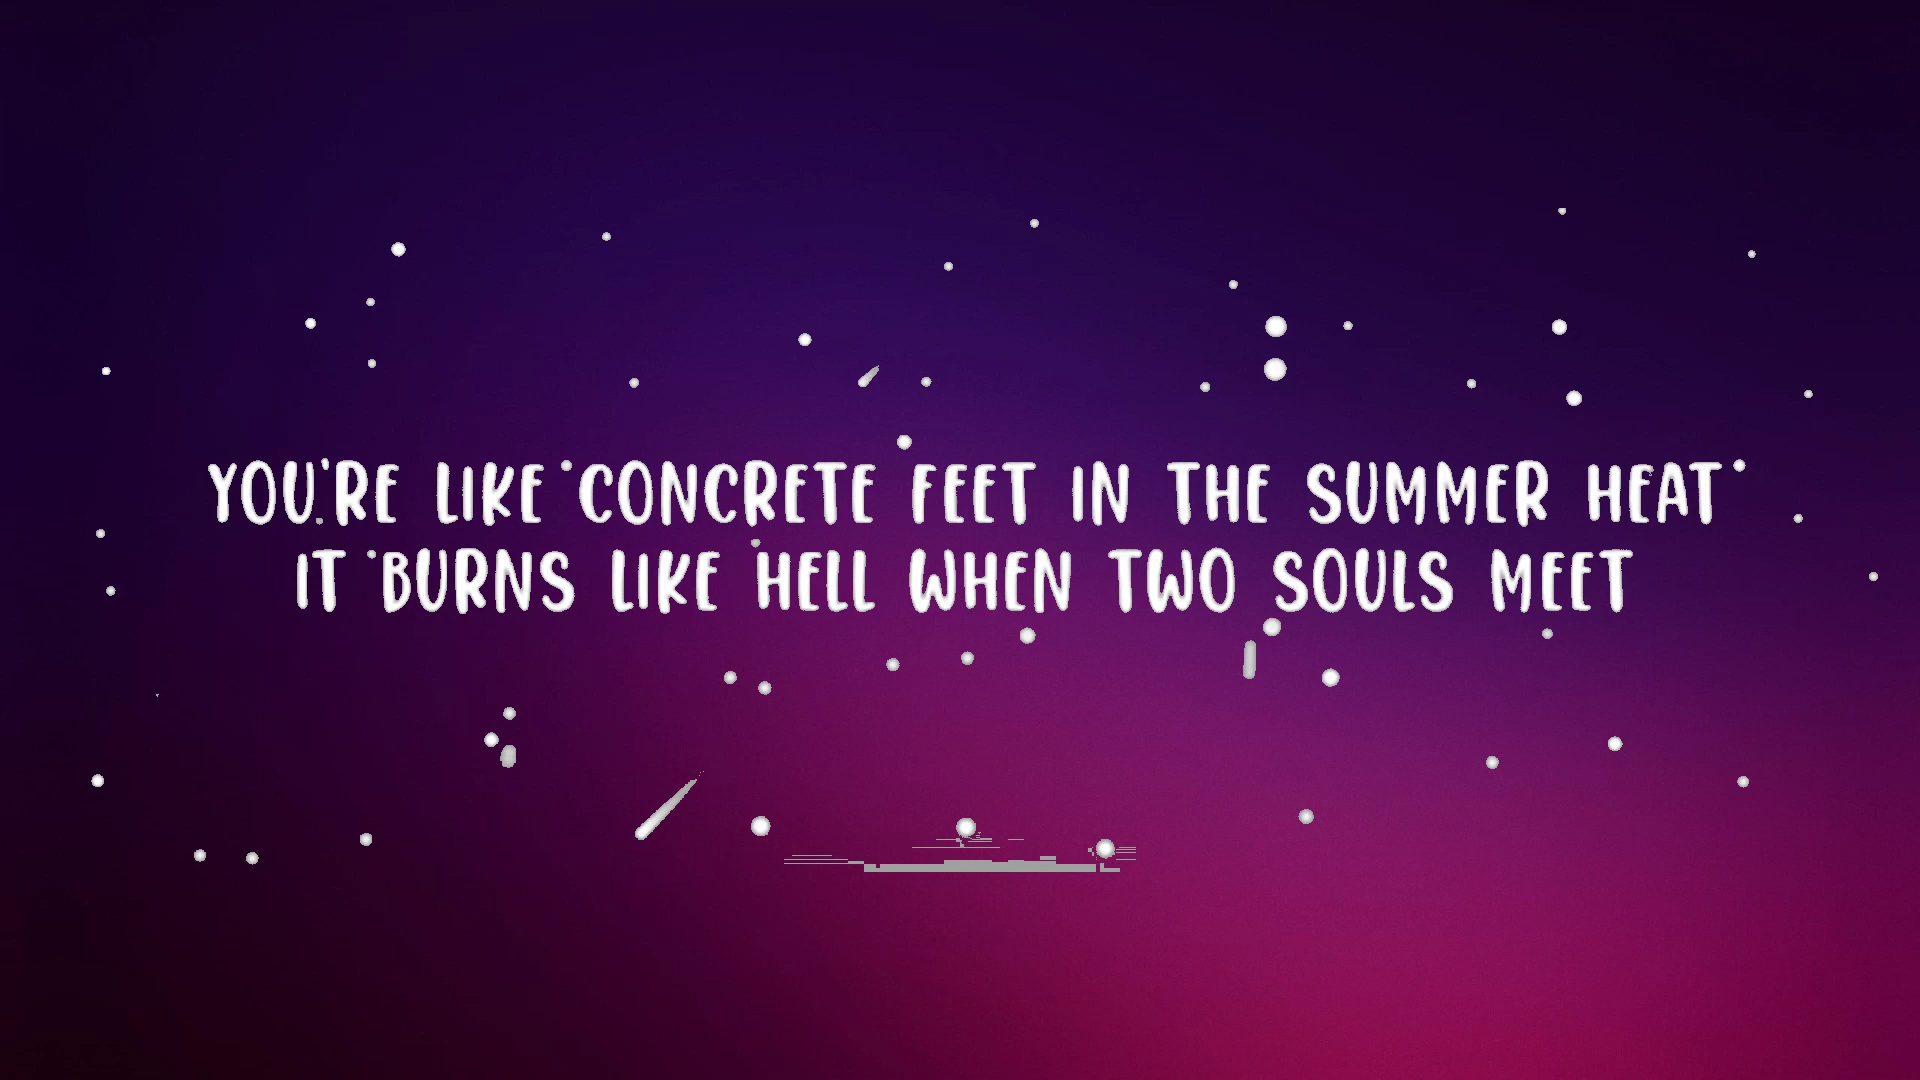 YOU'RE LIKE CONCRETE FEET IN THE SUMMER HEAT
IT BURNS LIKE HELL WHEN TWO SOULS MEET